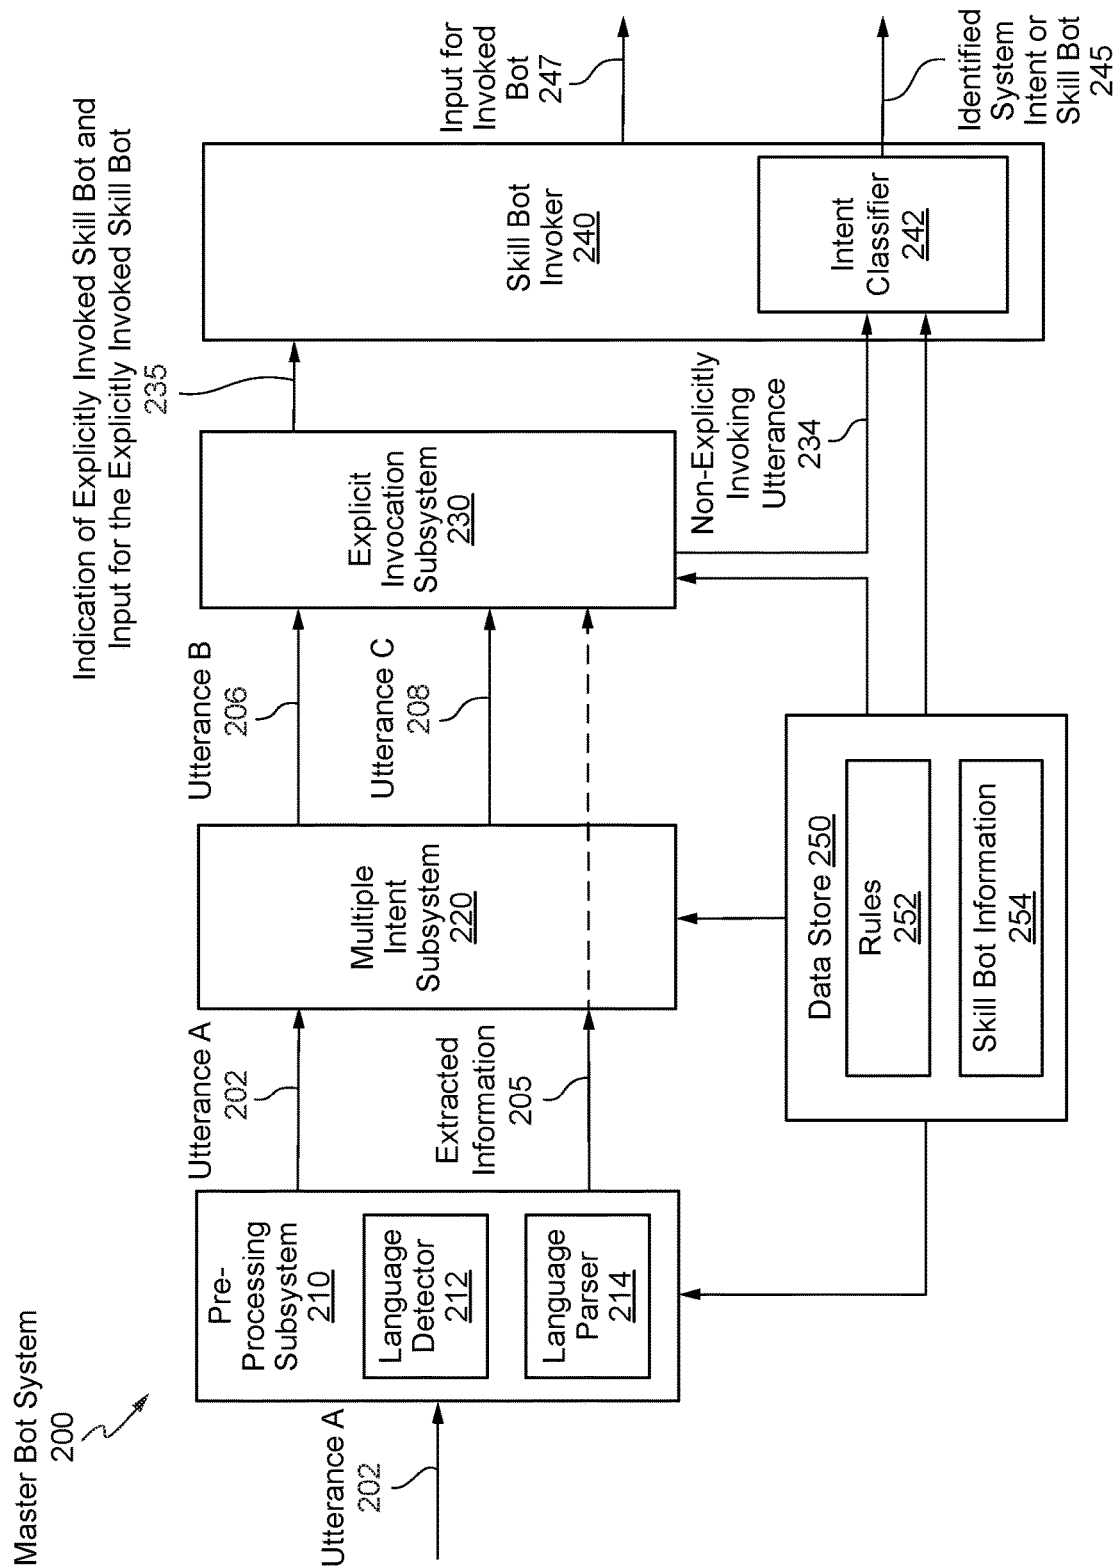 Master Bot System
200
Utterance A
202
Pre-
Processing
Subsystem
210
Language
Detector
212
Language
Parser
214
Utterance A
202
Extracted
Information
205
Multiple
Intent
Subsystem
220
Utterance B
206
Utterance C
208
Explicit
Invocation
Subsystem
230
Indication of Explicitly Invoked Skill Bot and
Input for the Explicitly Invoked Skill Bot
235
Non-Explicitly
Invoking
Utterance
234
Skill Bot
Invoker
240
Intent
Classifier
242
Input for
Invoked
Bot
247
Identified
System
Intent or
Skill Bot
245
Data Store 250
Rules
252
Skill Bot Information
254